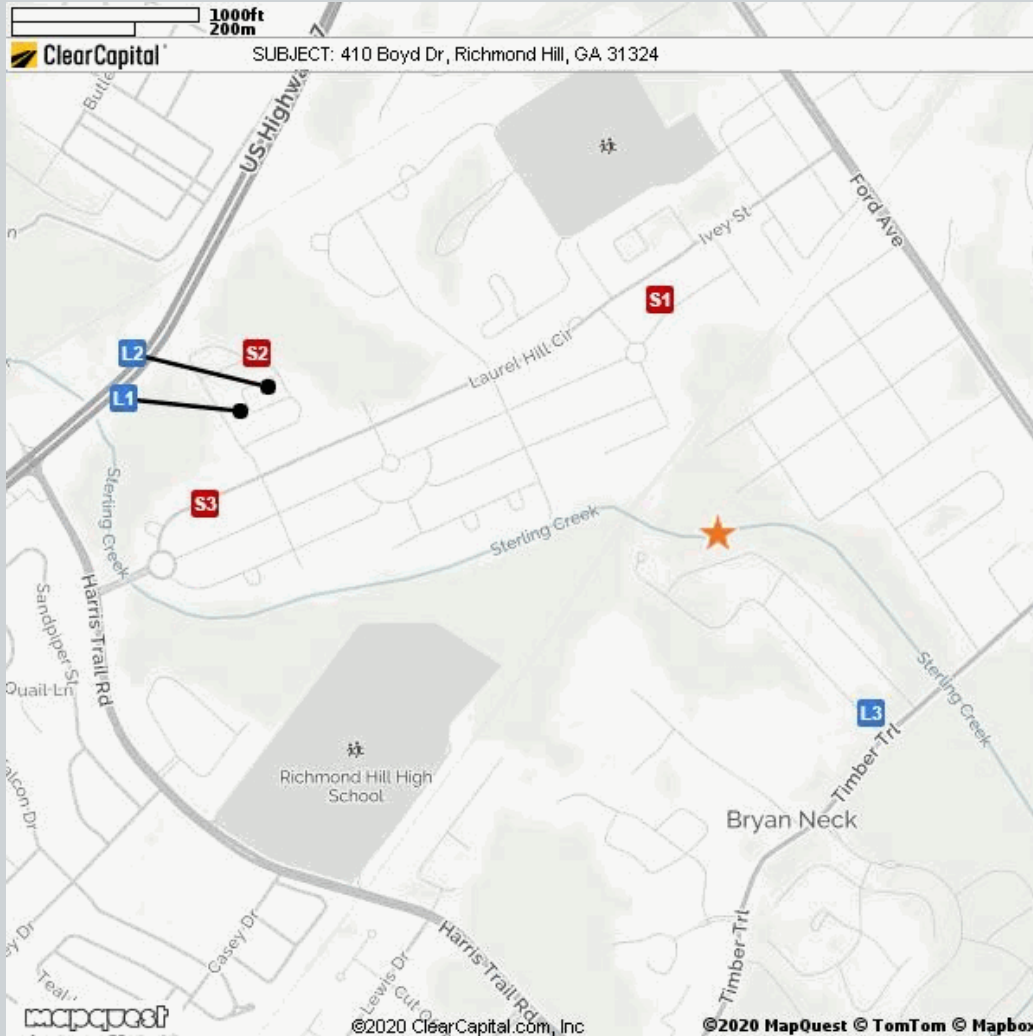 1000ft
200m
ClearCapital
SUBJECT: 410 Boyd Dr, Richmond Hill, GA 31324
US Highway 17
Ford Ave
Ivey St
S1
L2
S2
Laurel Hill Cir
L1
Sterling Creek
S3
Sterling Creek
Harris Trail Rd
Sandpiper St
Sterling Creek
Quail Ln
L3
Richmond Hill High
School
Timber Trl
Bryan Neck
Casey Dr
Harris Trail Rd
Timber Trl
Lewis Dr
mapquest
©2020 ClearCapital.com, Inc
©2020 MapQuest © TomTom © Mapbox